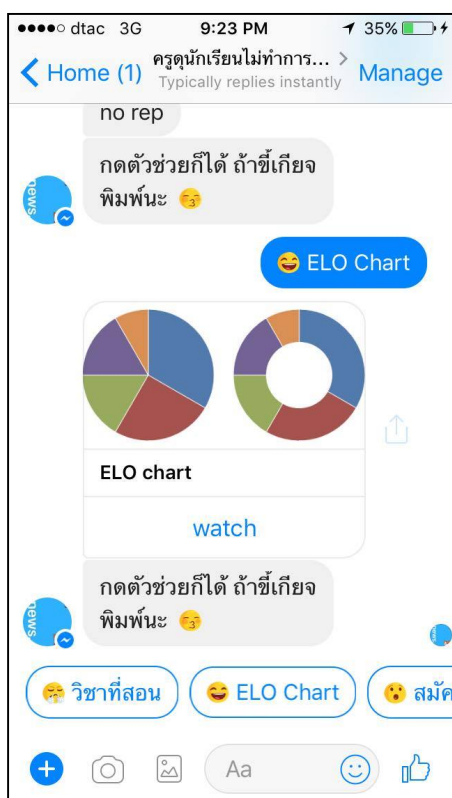 dtac 3G 9:23 PM 35%
Home (1) ครูดุนักเรียนไม่ทำการ... > Manage
Typically replies instantly
no rep
กดตัวช่วยก็ได้ ถ้าขี้เกียจ
พิมพ์นะ 😙
news
😄 ELO Chart
ELO chart
watch
กดตัวช่วยก็ได้ ถ้าขี้เกียจ
พิมพ์นะ 😙
news
😤 วิชาที่สอน
😄 ELO Chart
😮 สมัค
Aa